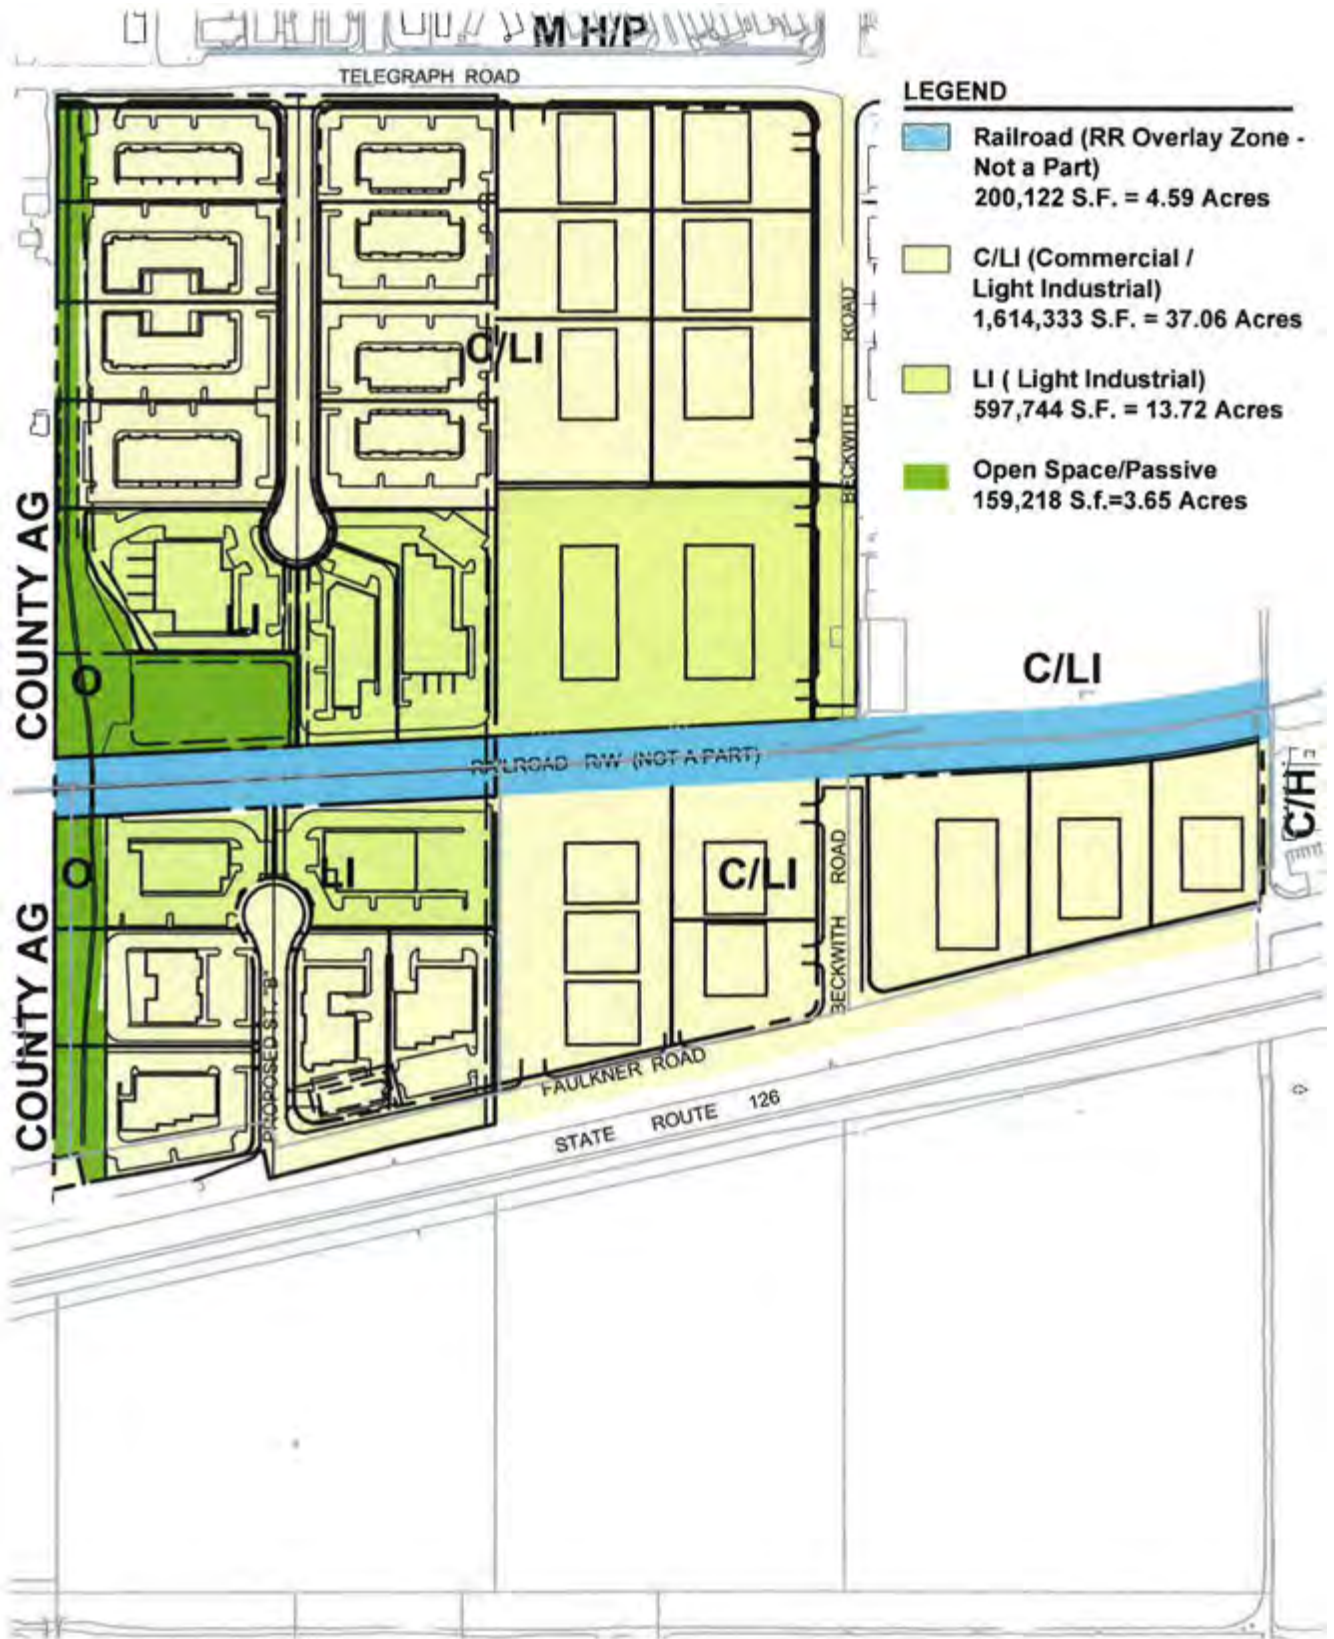 M H/P
TELEGRAPH ROAD
LEGEND
Railroad (RR Overlay Zone -
Not a Part)
200,122 S.F. = 4.59 Acres
C/LI (Commercial /
Light Industrial)
1,614,333 S.F. = 37.06 Acres
LI ( Light Industrial)
597,744 S.F. = 13.72 Acres
Open Space/Passive
159,218 S.f.=3.65 Acres
BECKWITH ROAD
C/LI
COUNTY AG
LI
O
C/LI
RAILROAD R/W (NOT A PART)
C/H
O
LI
C/LI
BECKWITH ROAD
COUNTY AG
PROPOSED ST. "B"
FAULKNER ROAD
STATE ROUTE 126